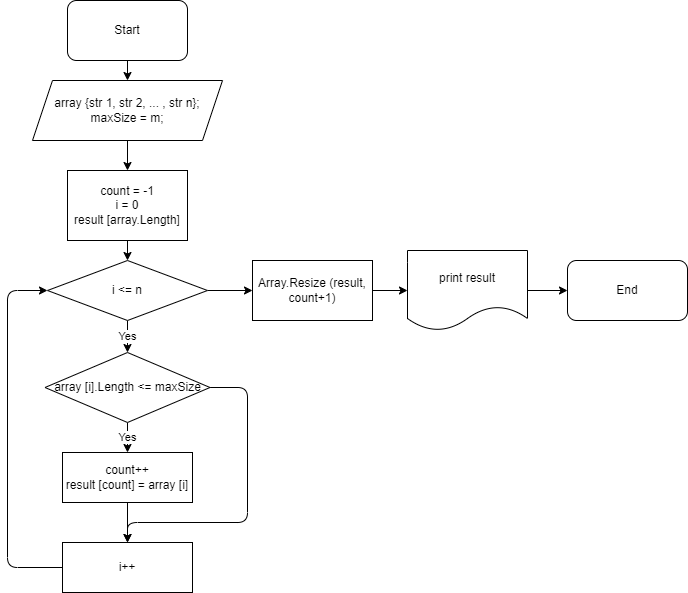 Start
array {str 1, str 2, ... , str n};
maxSize = m;
count = -1
i = 0
result [array.Length]
i <= n
Array.Resize (result,
count+1)
print result
End
Yes
array [i].Length <= maxSize
Yes
count++
result [count] = array [i]
i++